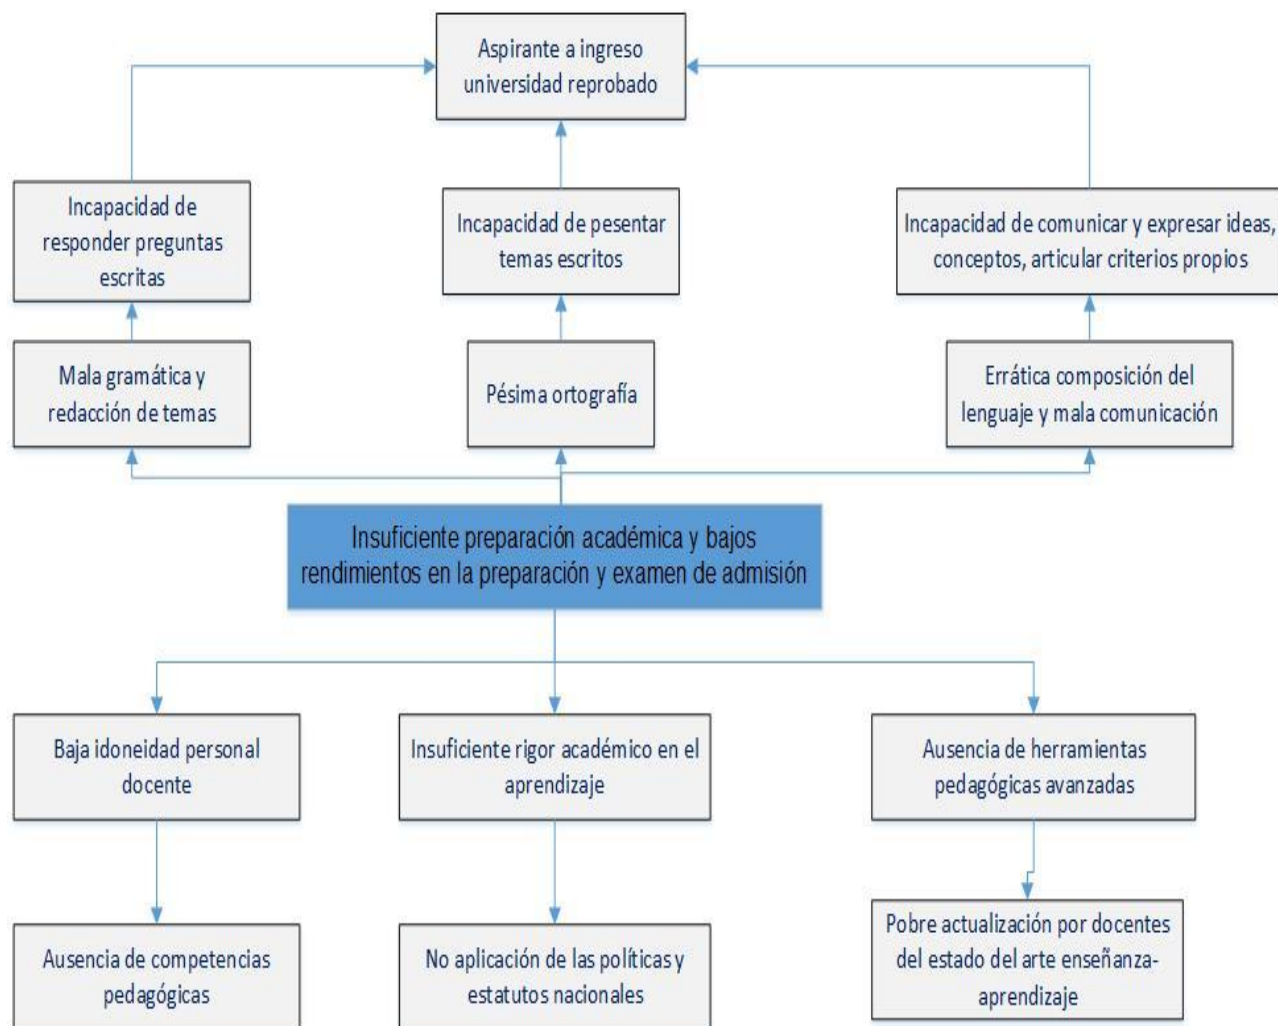 Aspirante a ingreso
universidad reprobado
Incapacidad de
responder preguntas
escritas
Incapacidad de pesentar
temas escritos
Incapacidad de comunicar y expresar ideas,
conceptos, articular criterios propios
Mala gramática y
redacción de temas
Pésima ortografía
Errática composición del
lenguaje y mala comunicación
Insuficiente preparación académica y bajos
rendimientos en la preparación y examen de admisión
Baja idoneidad personal
docente
Insuficiente rigor académico en el
aprendizaje
Ausencia de herramientas
pedagógicas avanzadas
Ausencia de competencias
pedagógicas
No aplicación de las políticas y
estatutos nacionales
Pobre actualización por docentes
del estado del arte enseñanza-
aprendizaje